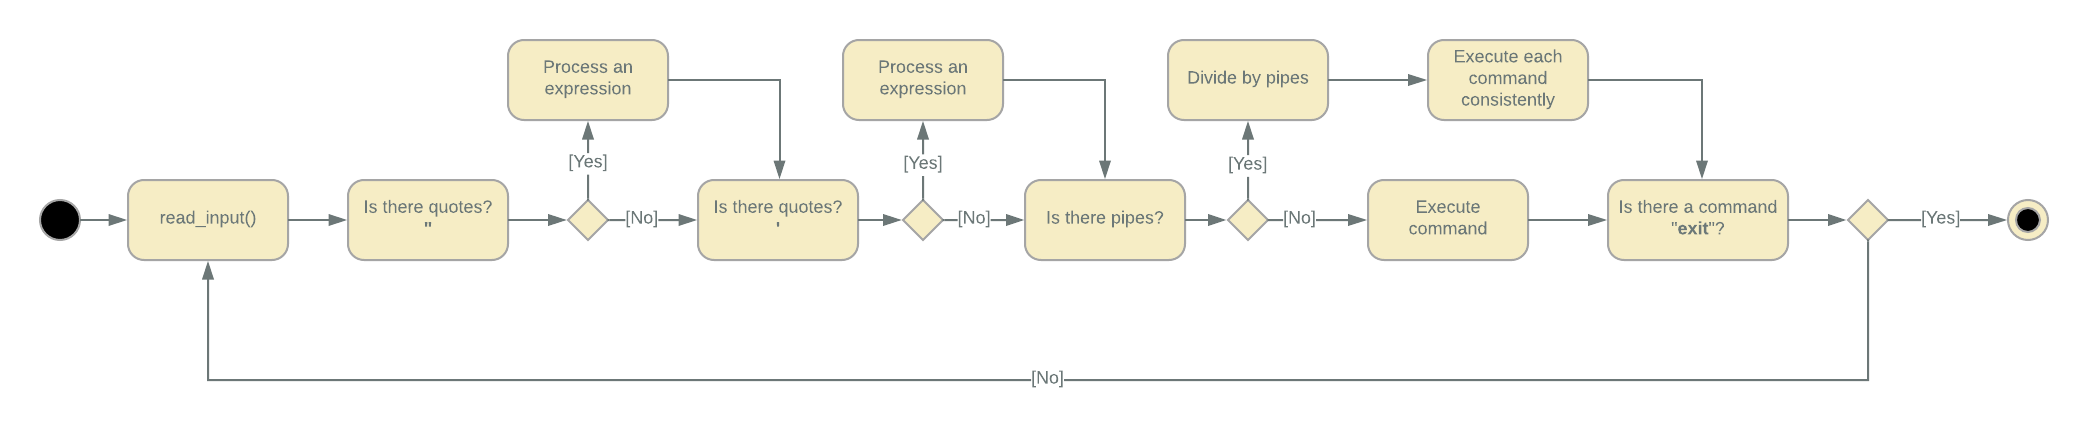 Process an
expression
Process an
expression
Divide by pipes
Execute each
command
consistently
[Yes]
[Yes]
[Yes]
read_input()
Is there quotes?
"
[No]
Is there quotes?
'
[No]
Is there pipes?
[No]
Execute
command
Is there a command
"exit"?
[Yes]
[No]